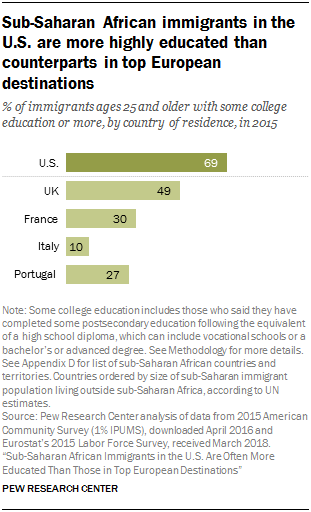 Sub-Saharan African immigrants in the
U.S. are more highly educated than
counterparts in top European
destinations
% of immigrants ages 25 and older with some college
education or more, by country of residence, in 2015
U.S. 69
UK 49
France 30
Italy 10
Portugal 27
Note: Some college education includes those who said they have
completed some postsecondary education following the equivalent
of a high school diploma, which can include vocational schools or a
bachelor's or advanced degree. See Methodology for more details.
See Appendix D for list of sub-Saharan African countries and
territories. Countries ordered by size of sub-Saharan immigrant
population living outside sub-Saharan Africa, according to UN
estimates.
Source: Pew Research Center analysis of data from 2015 American
Community Survey (1% IPUMS), downloaded April 2016 and
Eurostat's 2015 Labor Force Survey, received March 2018.
"Sub-Saharan African Immigrants in the U.S. Are Often More
Educated Than Those in Top European Destinations"
PEW RESEARCH CENTER